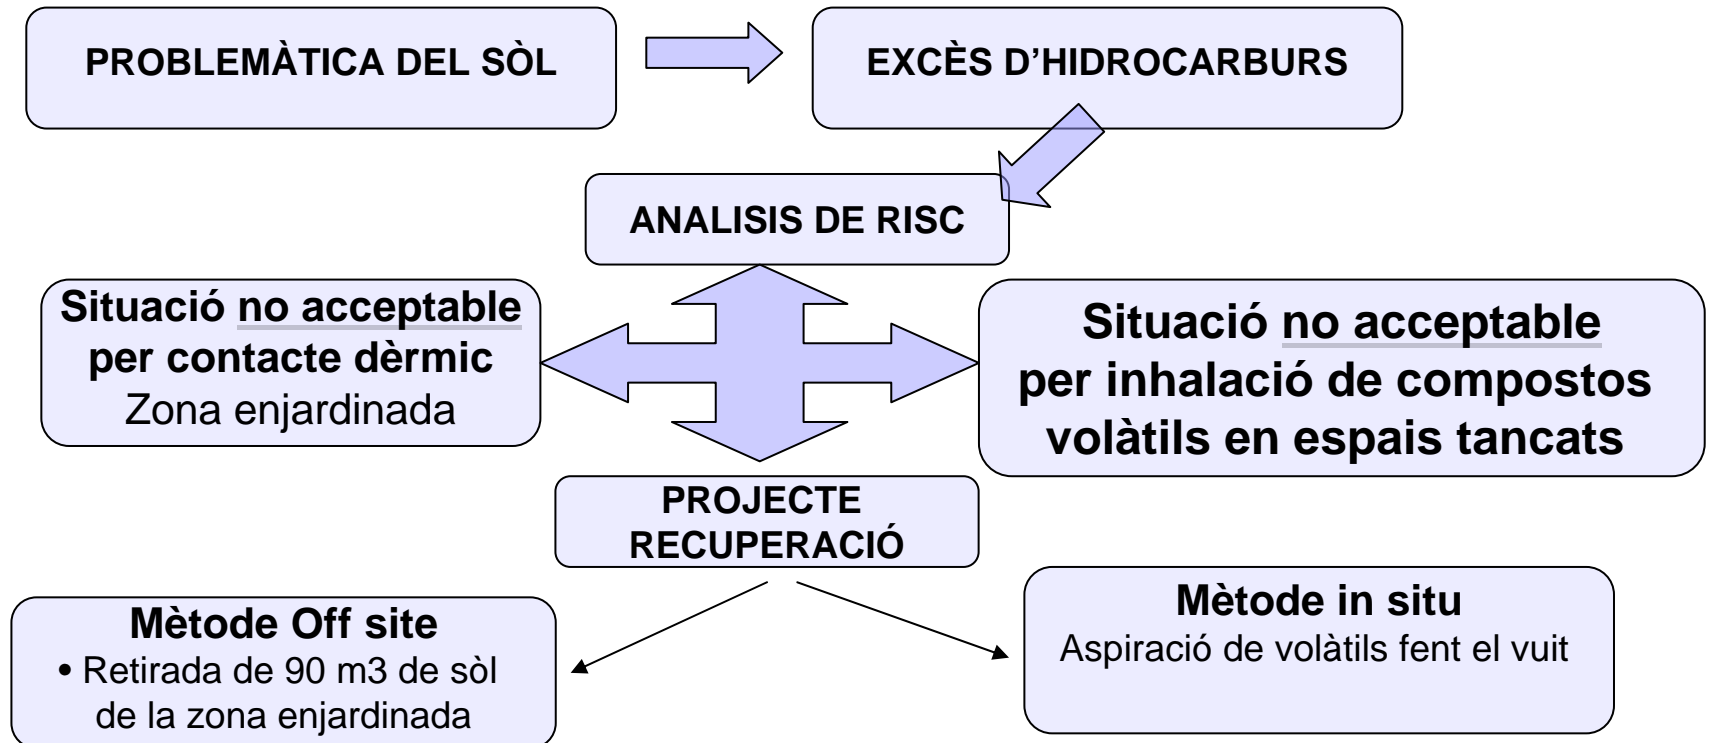 PROBLEMÀTICA DEL SÒL
EXCÈS D’HIDROCARBURS
ANALISIS DE RISC
Situació no acceptable
per contacte dèrmic
Zona enjardinada
Situació no acceptable
per inhalació de compostos
volàtils en espais tancats
PROJECTE
RECUPERACIÓ
Mètode Off site
• Retirada de 90 m3 de sòl
de la zona enjardinada
Mètode in situ
Aspiració de volàtils fent el vuit